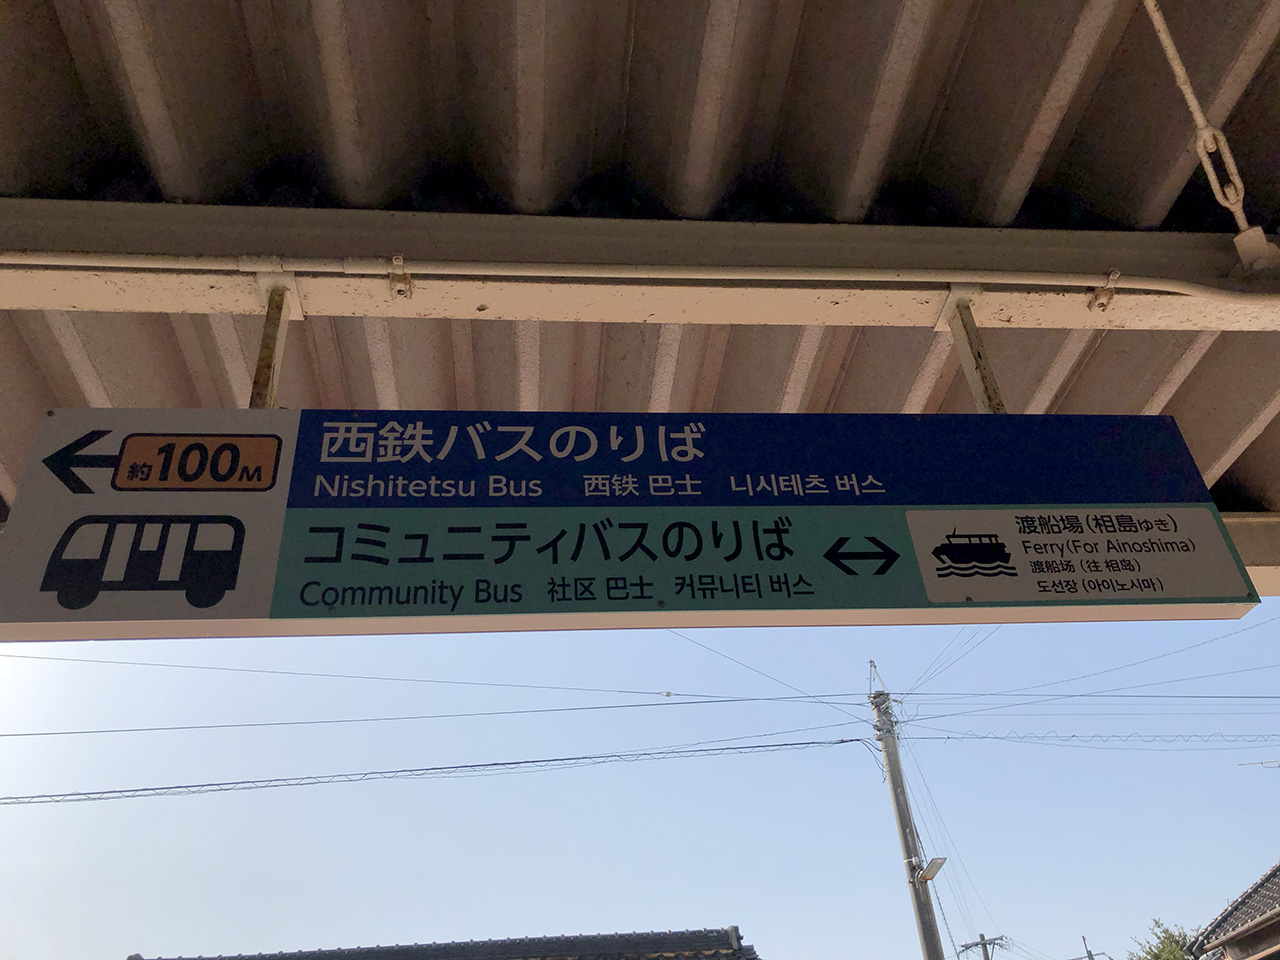 約100M
西鉄バスのりば
Nishitetsu Bus 西铁 巴士 니시테츠 버스
コミュニティバスのりば
Community Bus 社区 巴士 커뮤니티 버스
渡船場(相島ゆき)
Ferry(For Ainoshima)
渡船场(往 相岛)
도선장(아이노시마)